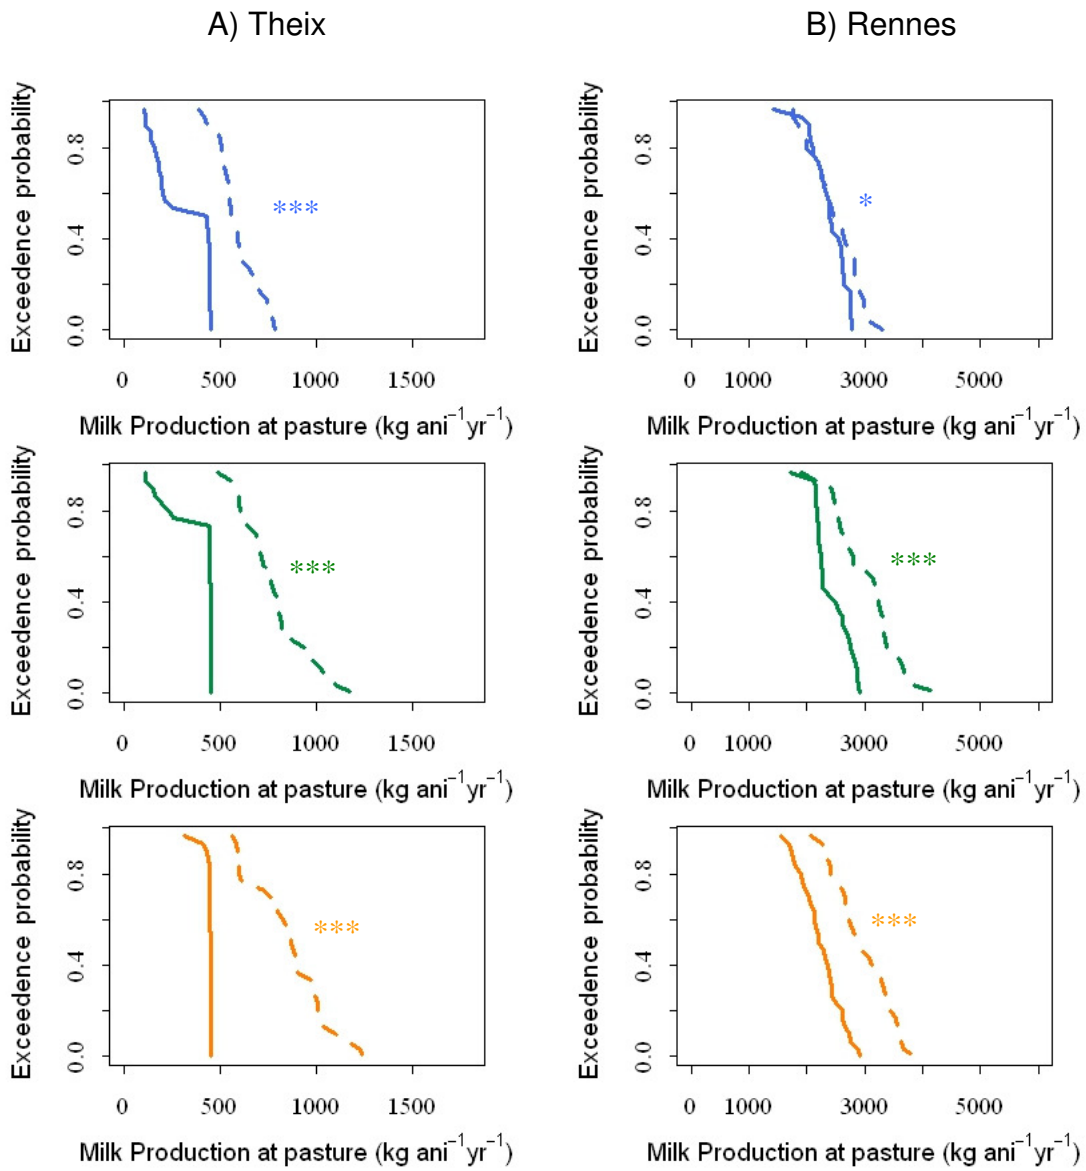 A) Theix
B) Rennes
Exceedence probability
0.0 0.4 0.8
***
0 500 1000 1500
Milk Production at pasture (kg ani⁻¹yr⁻¹)
Exceedence probability
0.0 0.4 0.8
*
0 1000 3000 5000
Milk Production at pasture (kg ani⁻¹yr⁻¹)
Exceedence probability
0.0 0.4 0.8
***
0 500 1000 1500
Milk Production at pasture (kg ani⁻¹yr⁻¹)
Exceedence probability
0.0 0.4 0.8
***
0 1000 3000 5000
Milk Production at pasture (kg ani⁻¹yr⁻¹)
Exceedence probability
0.0 0.4 0.8
***
0 500 1000 1500
Milk Production at pasture (kg ani⁻¹yr⁻¹)
Exceedence probability
0.0 0.4 0.8
***
0 1000 3000 5000
Milk Production at pasture (kg ani⁻¹yr⁻¹)